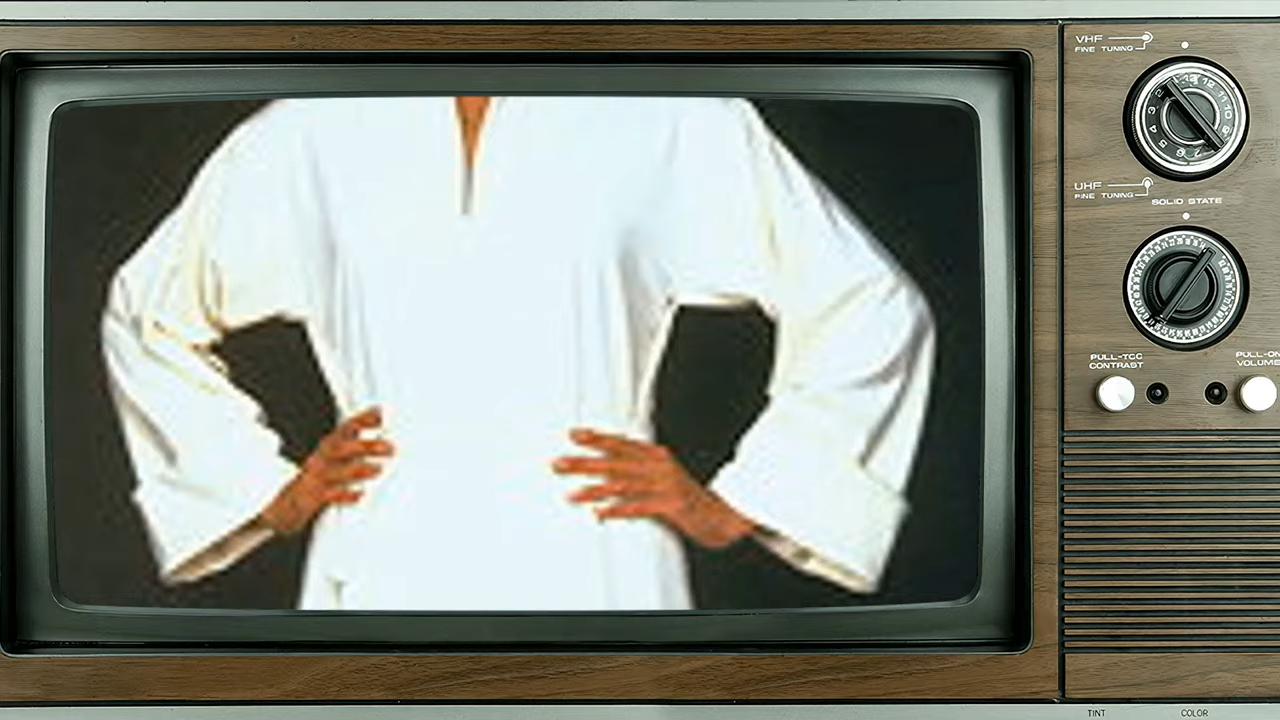 VHF
FINE TUNING
UHF
FINE TUNING
SOLID STATE
PULL-TCC
CONTRAST
PULL-ON
VOLUME
TINT
COLOR